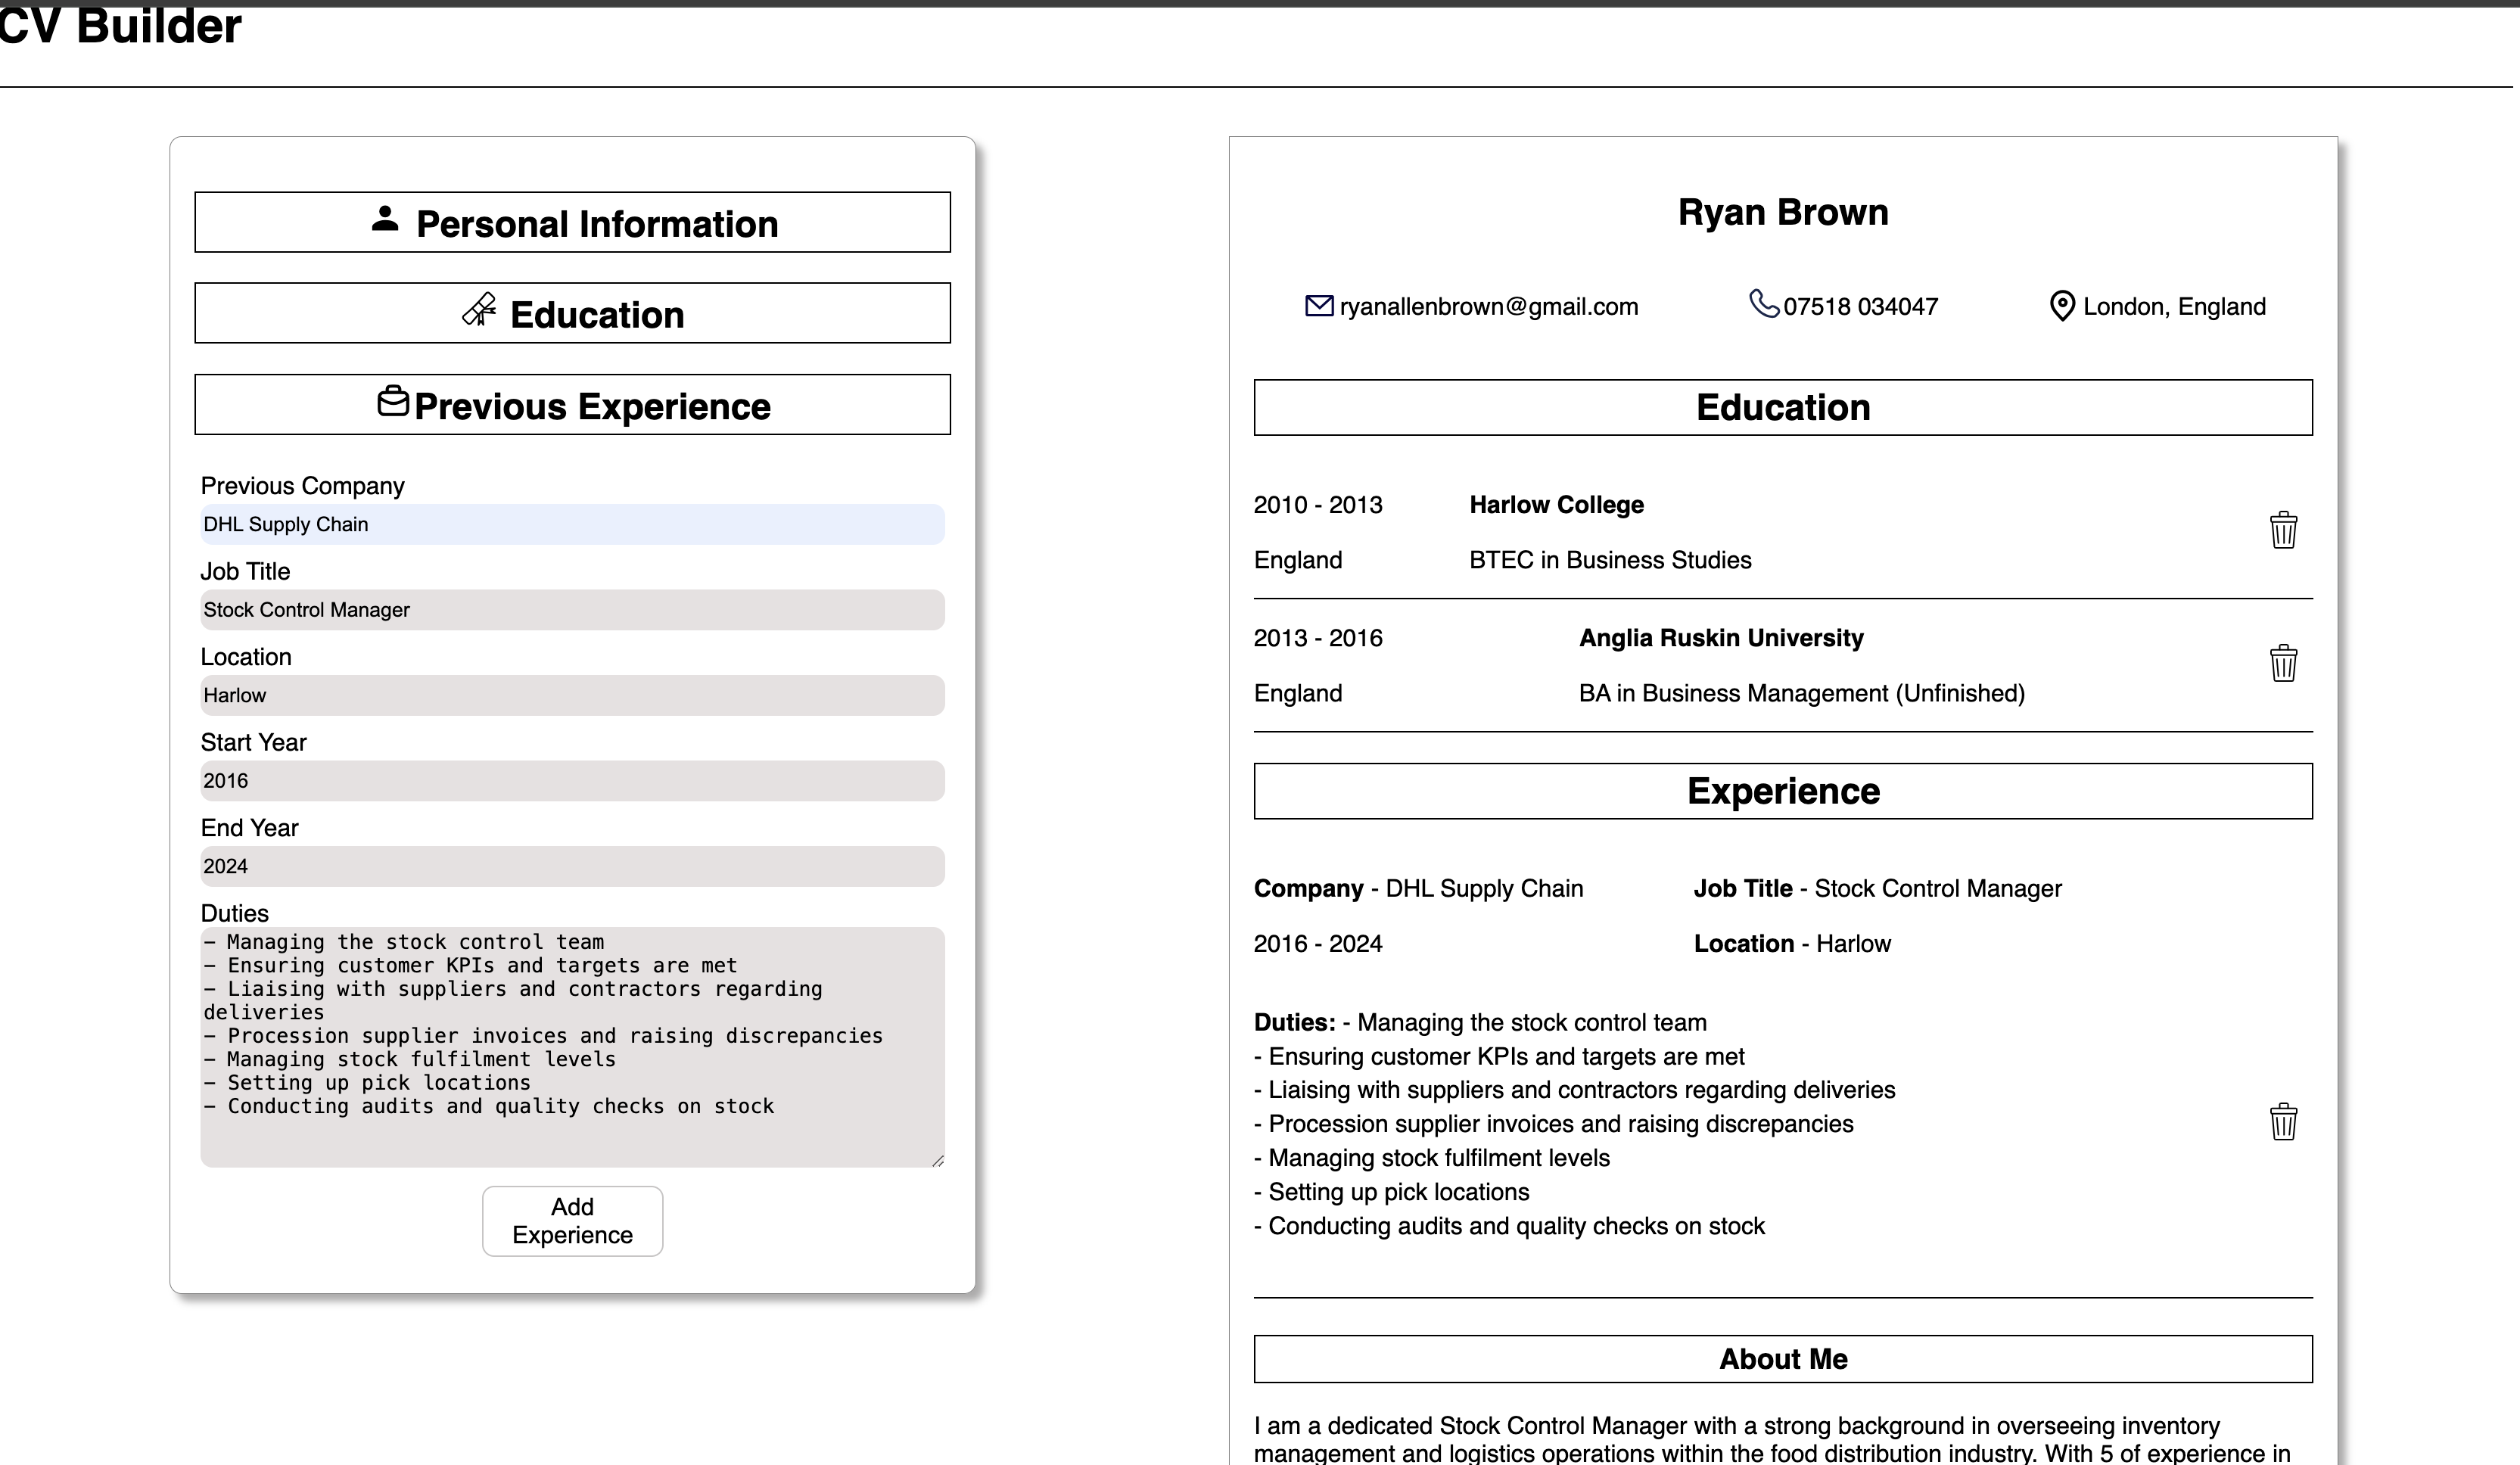 CV Builder
Personal Information
Education
Previous Experience
Previous Company
DHL Supply Chain
Job Title
Stock Control Manager
Location
Harlow
Start Year
2016
End Year
2024
Duties
- Managing the stock control team
- Ensuring customer KPIs and targets are met
- Liaising with suppliers and contractors regarding
deliveries
- Procession supplier invoices and raising discrepancies
- Managing stock fulfilment levels
- Setting up pick locations
- Conducting audits and quality checks on stock
Add
Experience
Ryan Brown
ryanallenbrown@gmail.com 07518 034047 London, England
Education
2010 - 2013 Harlow College
England BTEC in Business Studies
2013 - 2016 Anglia Ruskin University
England BA in Business Management (Unfinished)
Experience
Company - DHL Supply Chain Job Title - Stock Control Manager
2016 - 2024 Location - Harlow
Duties: - Managing the stock control team
- Ensuring customer KPIs and targets are met
- Liaising with suppliers and contractors regarding deliveries
- Procession supplier invoices and raising discrepancies
- Managing stock fulfilment levels
- Setting up pick locations
- Conducting audits and quality checks on stock
About Me
I am a dedicated Stock Control Manager with a strong background in overseeing inventory
management and logistics operations within the food distribution industry. With 5 of experience in